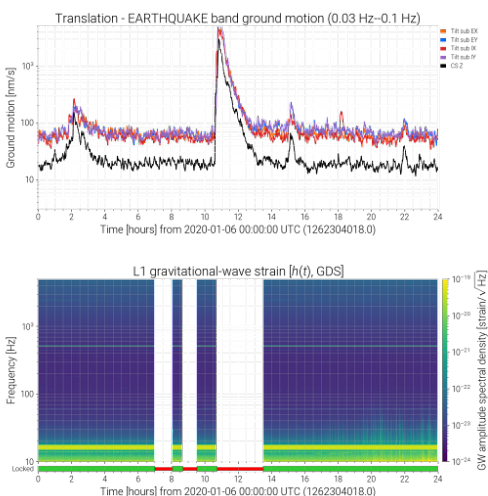 Translation - EARTHQUAKE band ground motion (0.03 Hz--0.1 Hz)
Tilt sub EX
Tilt sub EY
Tilt sub IX
Tilt sub IY
CS Z
Ground motion [nm/s]
10³
100
10
0 2 4 6 8 10 12 14 16 18 20 22 24
Time [hours] from 2020-01-06 00:00:00 UTC (1262304018.0)
L1 gravitational-wave strain [h(t), GDS]
Frequency [Hz]
10³
100
10
10⁻¹⁹
10⁻²⁰
10⁻²¹
10⁻²²
10⁻²³
10⁻²⁴
GW amplitude spectral density [strain/√Hz]
Locked
0 2 4 6 8 10 12 14 16 18 20 22 24
Time [hours] from 2020-01-06 00:00:00 UTC (1262304018.0)